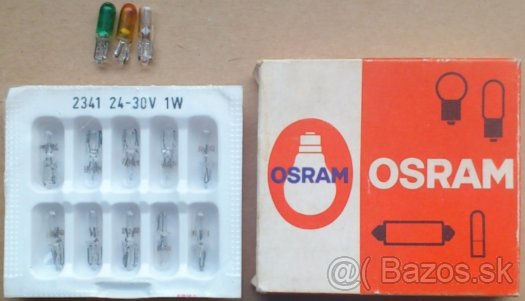 2341 24-30V 1W
OSRAM
OSRAM
@( Bazos.sk